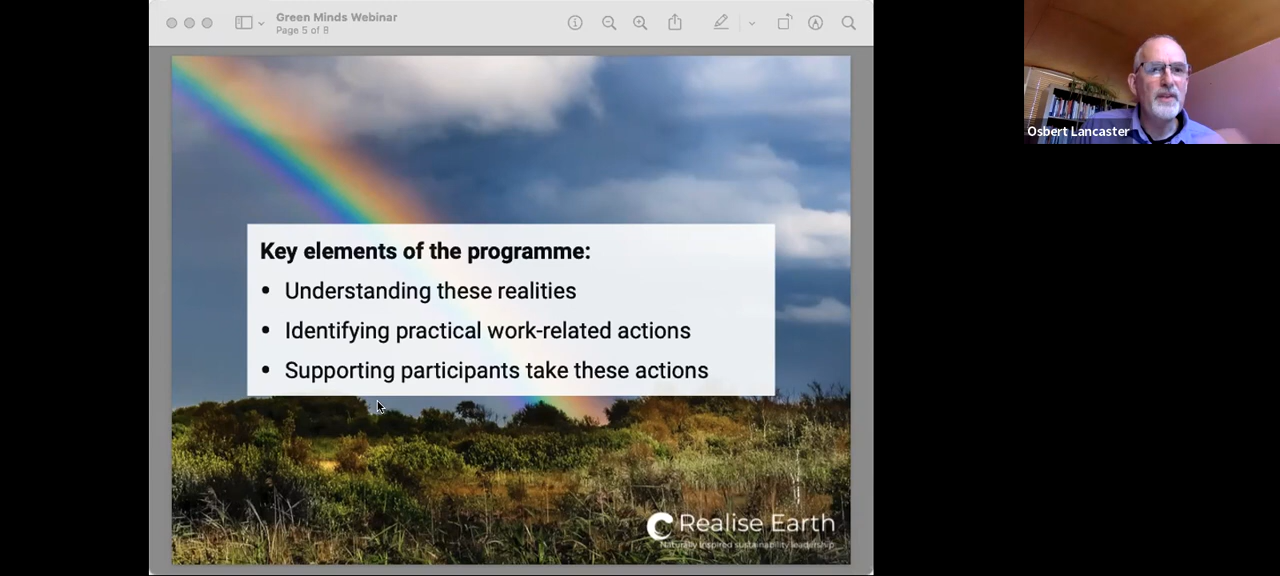 Green Minds Webinar
Page 5 of 8
Osbert Lancaster
Key elements of the programme:
• Understanding these realities
• Identifying practical work-related actions
• Supporting participants take these actions
Realise Earth
Naturally inspired sustainability leadership